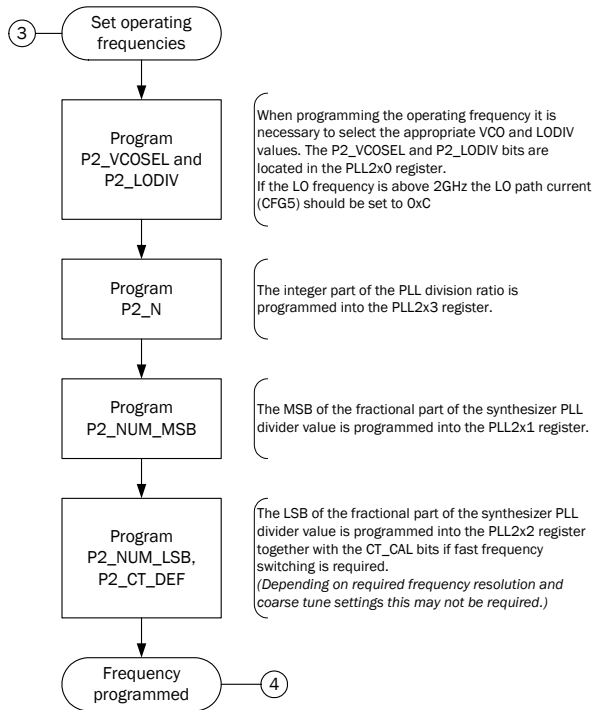 3
Set operating
frequencies
Program
P2_VCOSEL and
P2_LODIV
When programming the operating frequency it is
necessary to select the appropriate VCO and LODIV
values. The P2_VCOSEL and P2_LODIV bits are
located in the PLL2x0 register.
If the LO frequency is above 2GHz the LO path current
(CFG5) should be set to 0xC
Program
P2_N
The integer part of the PLL division ratio is
programmed into the PLL2x3 register.
Program
P2_NUM_MSB
The MSB of the fractional part of the synthesizer PLL
divider value is programmed into the PLL2x1 register.
Program
P2_NUM_LSB,
P2_CT_DEF
The LSB of the fractional part of the synthesizer PLL
divider value is programmed into the PLL2x2 register
together with the CT_CAL bits if fast frequency
switching is required.
(Depending on required frequency resolution and
coarse tune settings this may not be required.)
Frequency
programmed
4